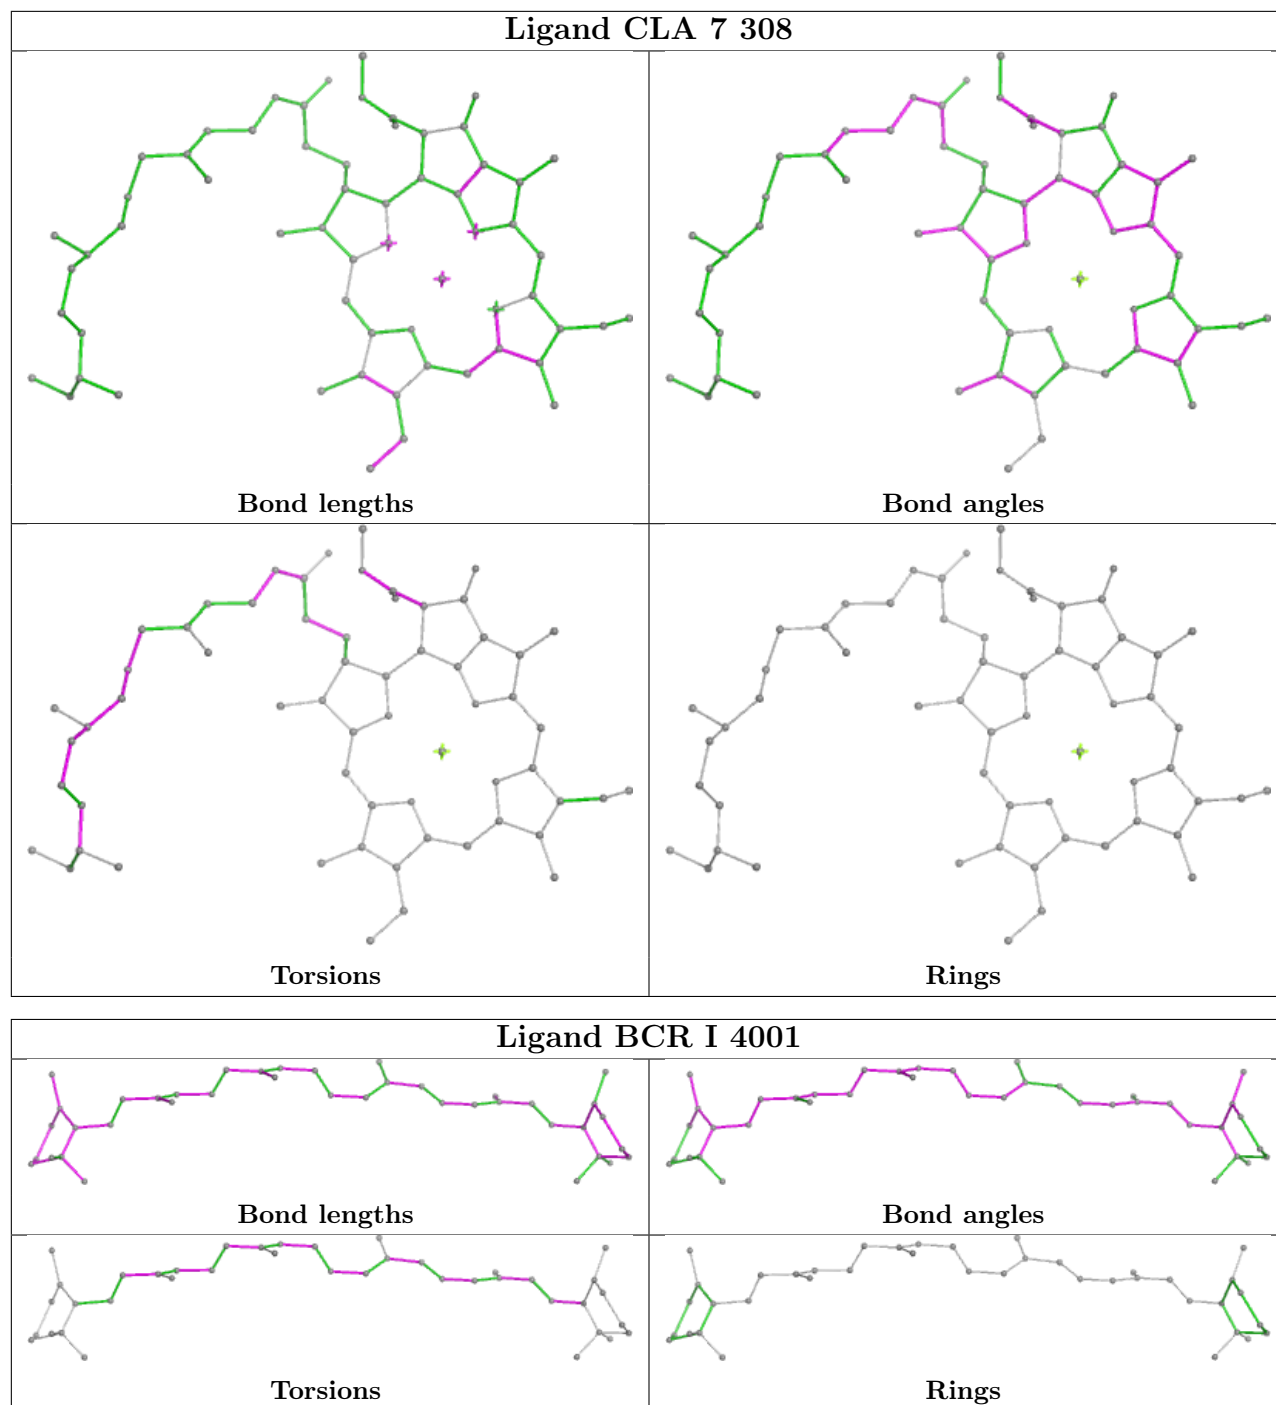 Ligand CLA 7 308
Bond lengths
Bond angles
Torsions
Rings
Ligand BCR I 4001
Bond lengths
Bond angles
Torsions
Rings